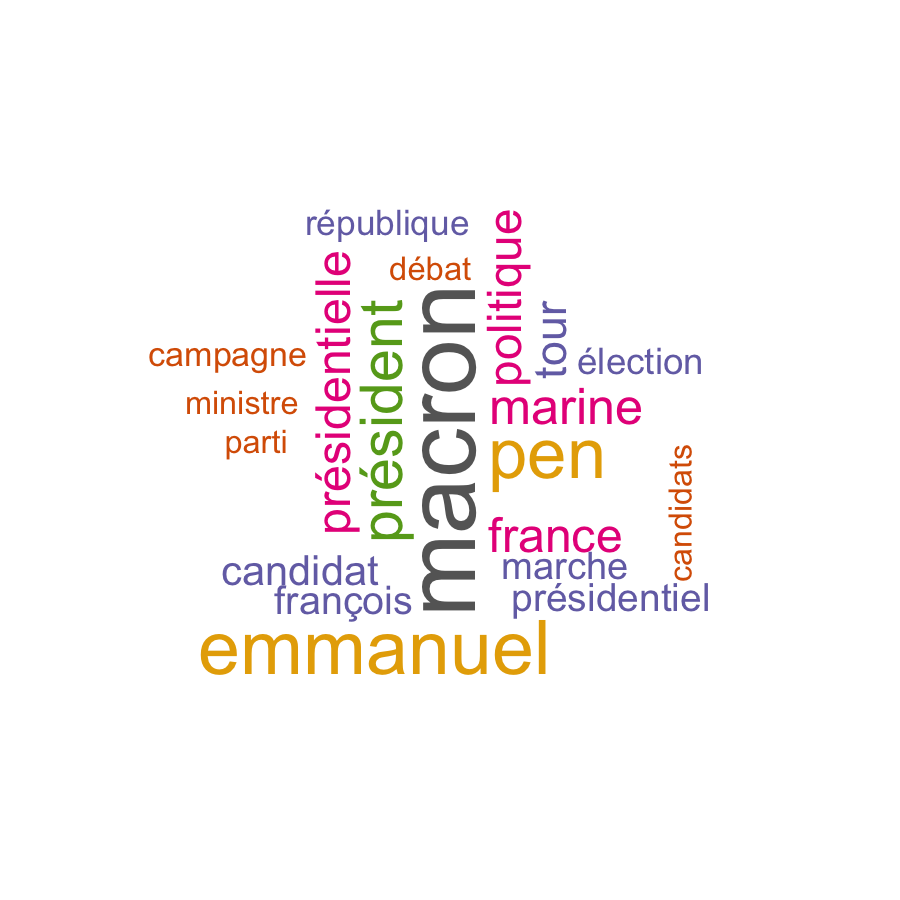 république
politique
débat
présidentielle
président
macron
tour
campagne
élection
ministre
marine
parti
pen
candidats
france
candidat
marche
françois
présidentiel
emmanuel